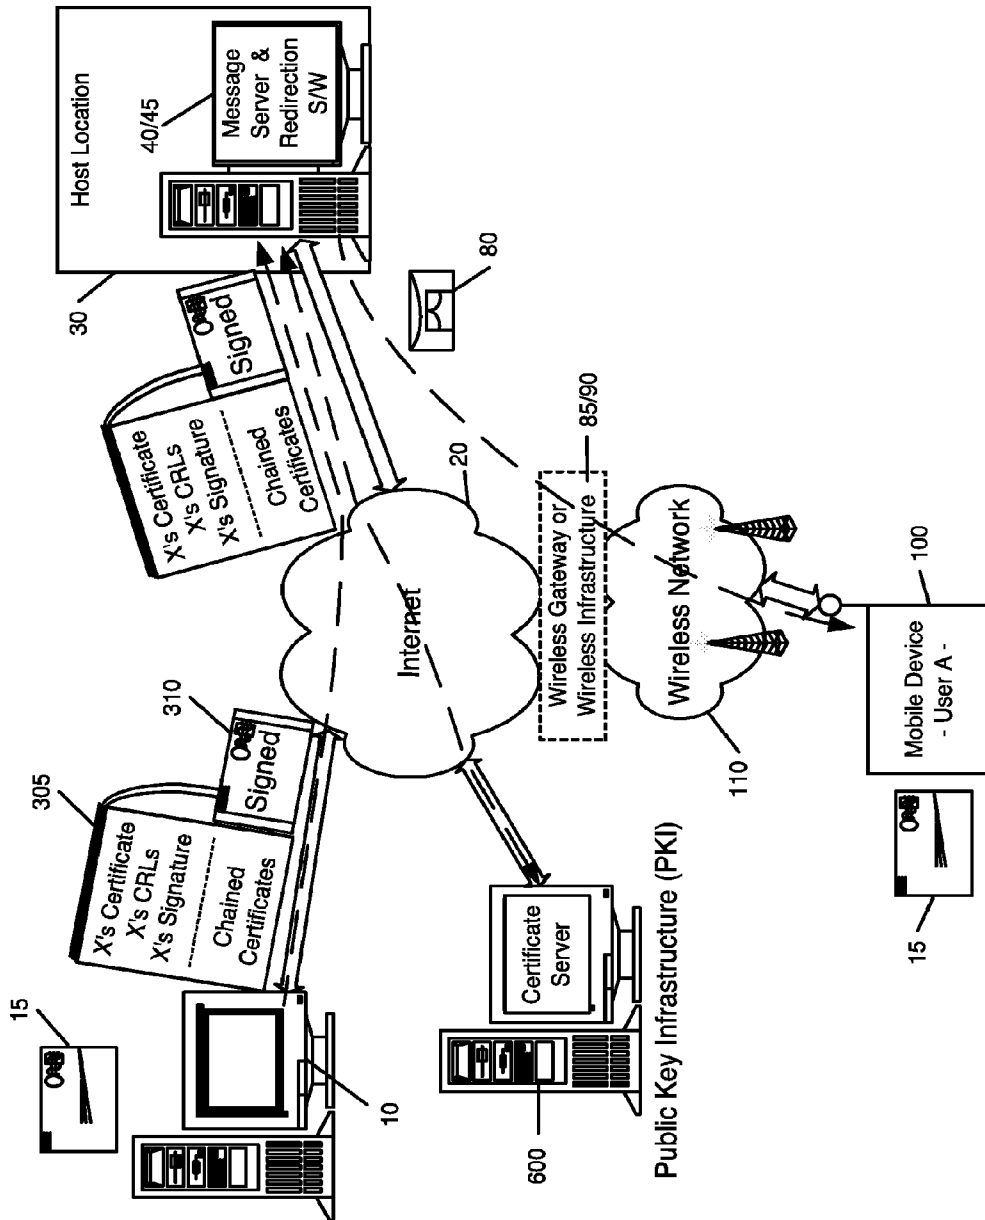 15
305
X's Certificate
X's CRLs
X's Signature
Chained
Certificates
310
Signed
10
X's Certificate
X's CRLs
X's Signature
Chained
Certificates
Signed
30
Host Location
40/45
Message
Server &
Redirection
S/W
Internet
20
80
600
Certificate
Server
Public Key Infrastructure (PKI)
Wireless Gateway or
Wireless Infrastructure
85/90
Wireless Network
110
15
Mobile Device
- User A -
100